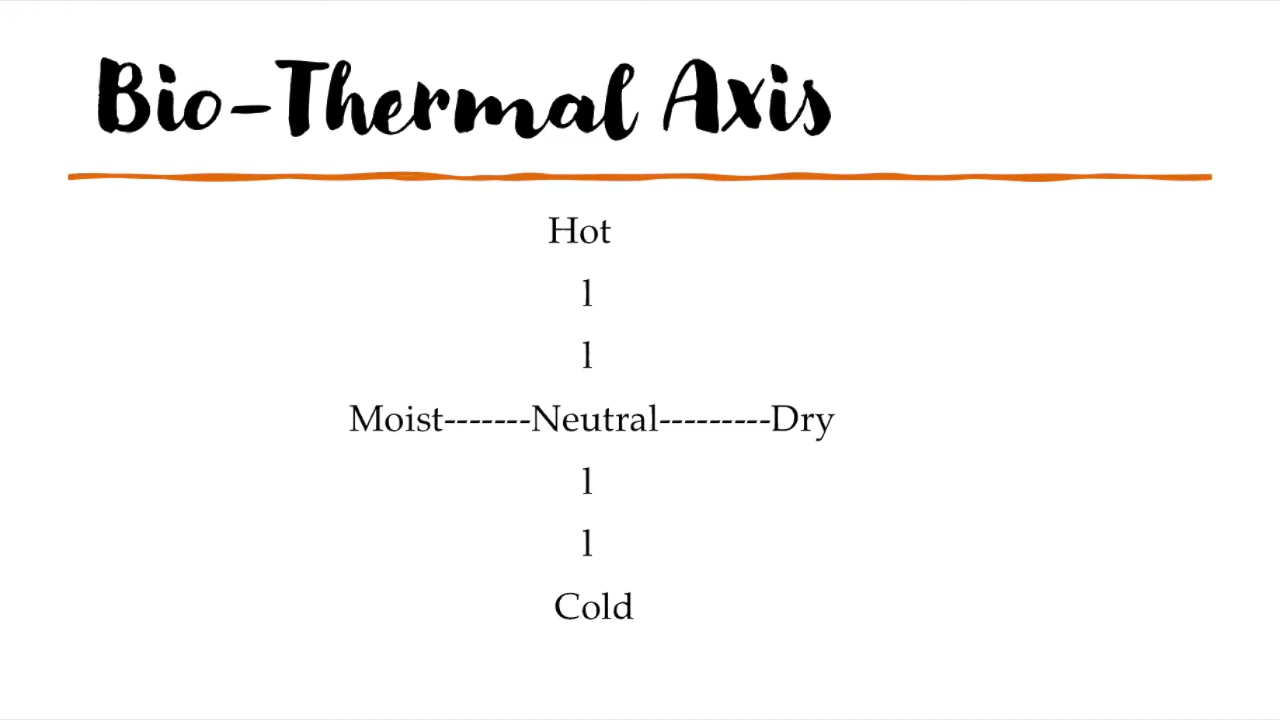 Bio-Thermal Axis
Hot
l
l
Moist-------Neutral---------Dry
l
l
Cold